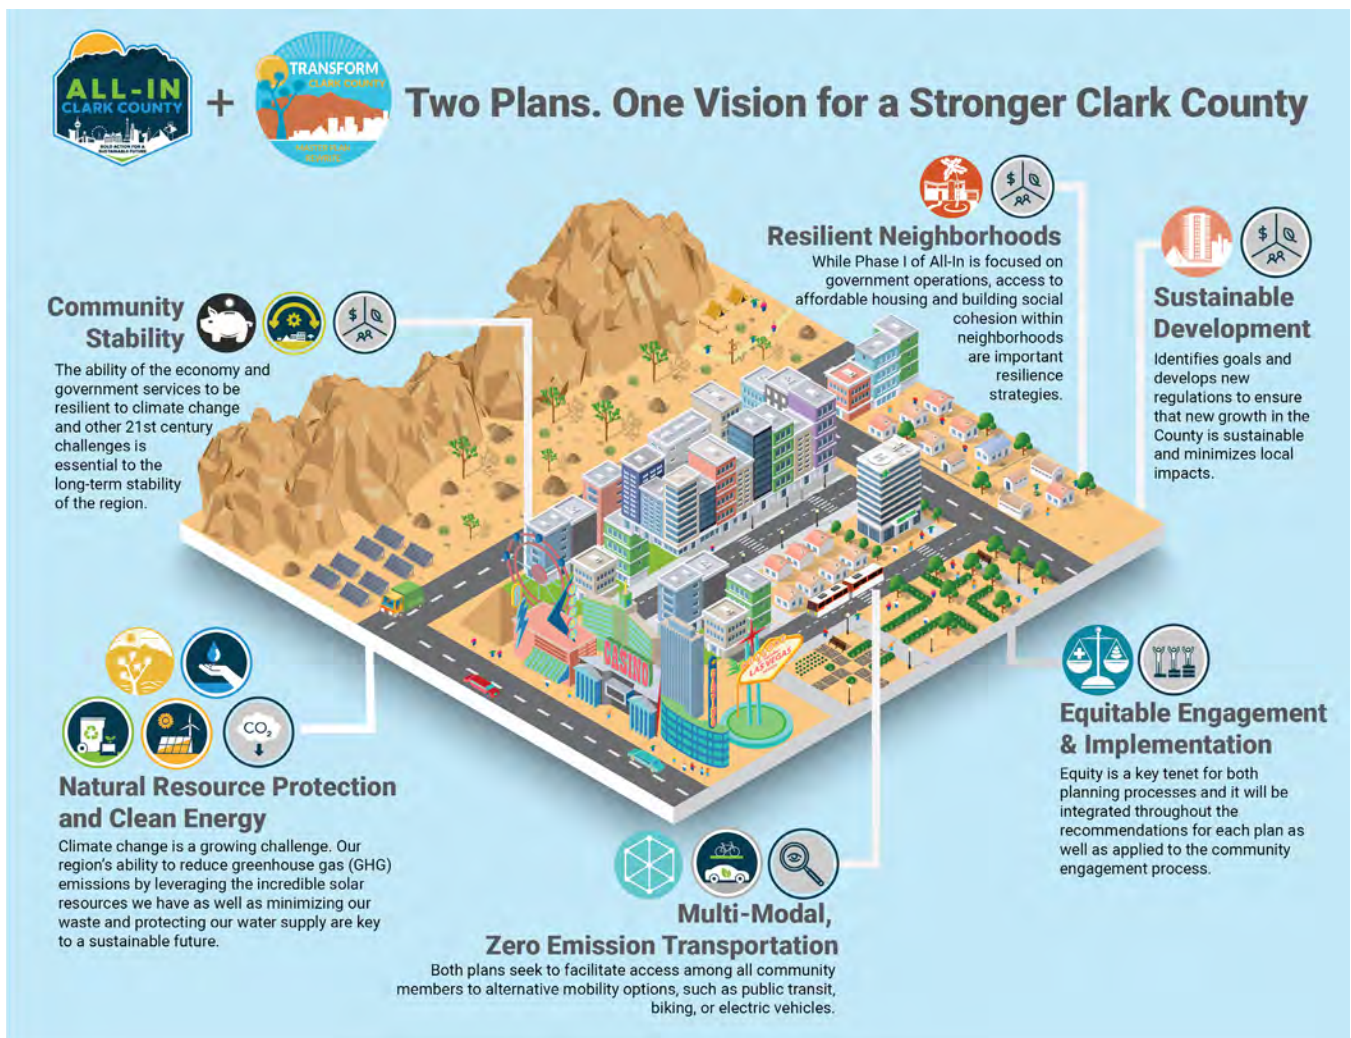 ALL-IN
CLARK COUNTY
BOLD ACTION FOR A
SUSTAINABLE FUTURE
+
TRANSFORM
CLARK COUNTY
MASTER PLAN
Two Plans. One Vision for a Stronger Clark County
Resilient Neighborhoods
While Phase I of All-In is focused on
government operations, access to
affordable housing and building social
cohesion within
neighborhoods
are important
resilience
strategies.
Sustainable
Development
Identifies goals and
develops new
regulations to ensure
that new growth in the
County is sustainable
and minimizes local
impacts.
Community
Stability
The ability of the economy and
government services to be
resilient to climate change
and other 21st century
challenges is
essential to the
long-term stability
of the region.
CASINO
LAS VEGAS
CO2
Natural Resource Protection
and Clean Energy
Climate change is a growing challenge. Our
region's ability to reduce greenhouse gas (GHG)
emissions by leveraging the incredible solar
resources we have as well as minimizing our
waste and protecting our water supply are key
to a sustainable future.
Multi-Modal,
Zero Emission Transportation
Both plans seek to facilitate access among all community
members to alternative mobility options, such as public transit,
biking, or electric vehicles.
Equitable Engagement
& Implementation
Equity is a key tenet for both
planning processes and it will be
integrated throughout the
recommendations for each plan as
well as applied to the community
engagement process.